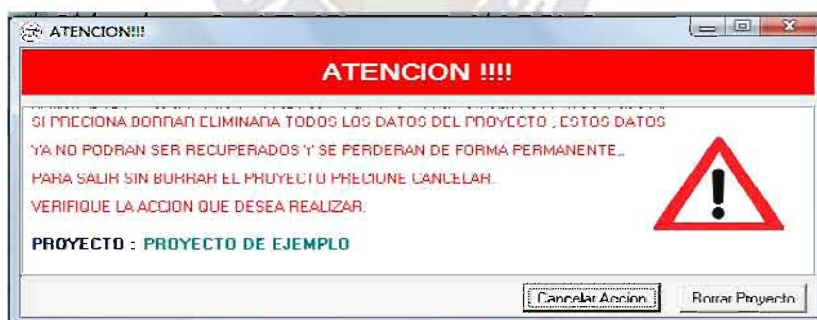 ATENCION!!!
ATENCION !!!!
SI PRECIONA BORRAR ELIMINARA TODOS LOS DATOS DEL PROYECTO , ESTOS DATOS
YA NO PODRAN SER RECUPERADOS Y SE PERDERAN DE FORMA PERMANENTE,.
PARA SALIR SIN BORRAR EL PROYECTO PRECIONE CANCELAR.
VERIFIQUE LA ACCION QUE DESEA REALIZAR.
PROYECTO : PROYECTO DE EJEMPLO
Cancelar Accion Borrar Proyecto